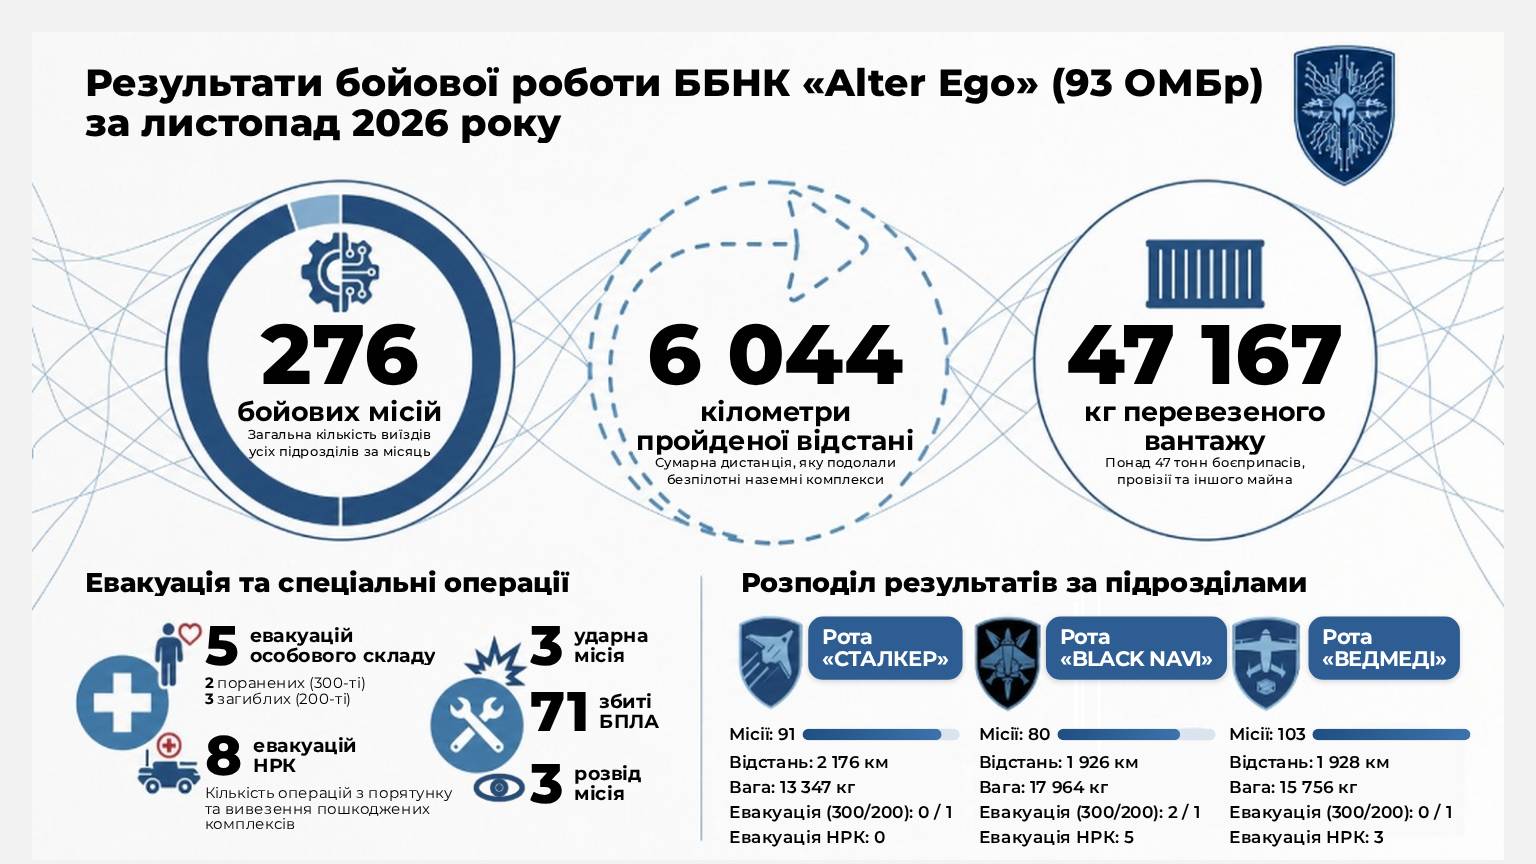 Результати бойової роботи ББНК «Alter Ego» (93 ОМБр)
за листопад 2026 року
276
бойових місій
Загальна кількість виїздів
усіх підрозділів за місяць
6 044
кілометри
пройденої відстані
Сумарна дистанція, яку подолали
безпілотні наземні комплекси
47 167
кг перевезеного
вантажу
Понад 47 тонн боєприпасів,
провізії та іншого майна
Евакуація та спеціальні операції
5 евакуацій
особового складу
2 поранених (300-ті)
3 загиблих (200-ті)
8 евакуацій
НРК
Кількість операцій з порятунку
та вивезення пошкоджених
комплексів
3 ударна
місія
71 збиті
БПЛА
3 розвід
місія
Розподіл результатів за підрозділами
Рота
«СТАЛКЕР»
Місії: 91
Відстань: 2 176 км
Вага: 13 347 кг
Евакуація (300/200): 0 / 1
Евакуація НРК: 0
Рота
«BLACK NAVI»
Місії: 80
Відстань: 1 926 км
Вага: 17 964 кг
Евакуація (300/200): 2 / 1
Евакуація НРК: 5
Рота
«ВЕДМЕДІ»
Місії: 103
Відстань: 1 928 км
Вага: 15 756 кг
Евакуація (300/200): 0 / 1
Евакуація НРК: 3